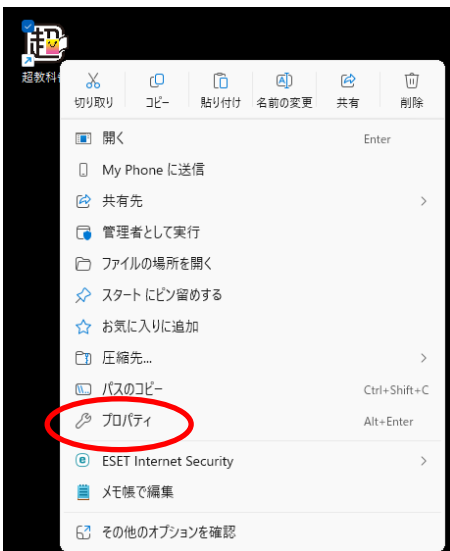 超
超教科
切り取り コピー 貼り付け 名前の変更 共有 削除
開く Enter
My Phone に送信
共有先
管理者として実行
ファイルの場所を開く
スタート にピン留めする
お気に入りに追加
圧縮先...
パスのコピー Ctrl+Shift+C
プロパティ Alt+Enter
ESET Internet Security
メモ帳で編集
その他のオプションを確認